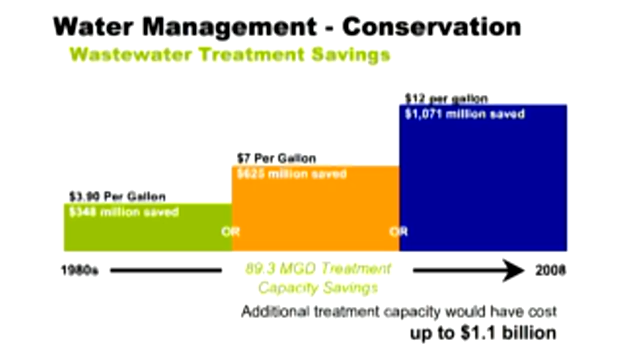 Water Management - Conservation
Wastewater Treatment Savings
$12 per gallon
$1,071 million saved
$7 Per Gallon
$625 million saved
$3.90 Per Gallon
$348 million saved
OR
OR
1980s
89.3 MGD Treatment
Capacity Savings
2008
Additional treatment capacity would have cost
up to $1.1 billion